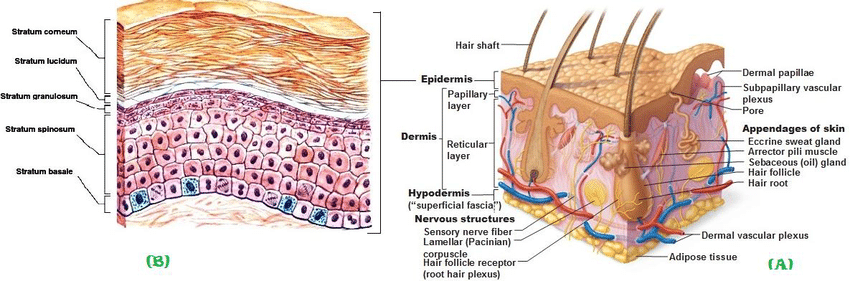 Stratum corneum
Stratum lucidum
Stratum granulosum
Stratum spinosum
Stratum basale
(B)
Hair shaft
Epidermis
Papillary
layer
Dermis
Reticular
layer
Hypodermis
("superficial fascia")
Nervous structures
Sensory nerve fiber
Lamellar (Pacinian)
corpuscle
Hair follicle receptor
(root hair plexus)
Dermal papillae
Subpapillary vascular
plexus
Pore
Appendages of skin
Eccrine sweat gland
Arrector pili muscle
Sebaceous (oil) gland
Hair follicle
Hair root
Dermal vascular plexus
Adipose tissue
(A)